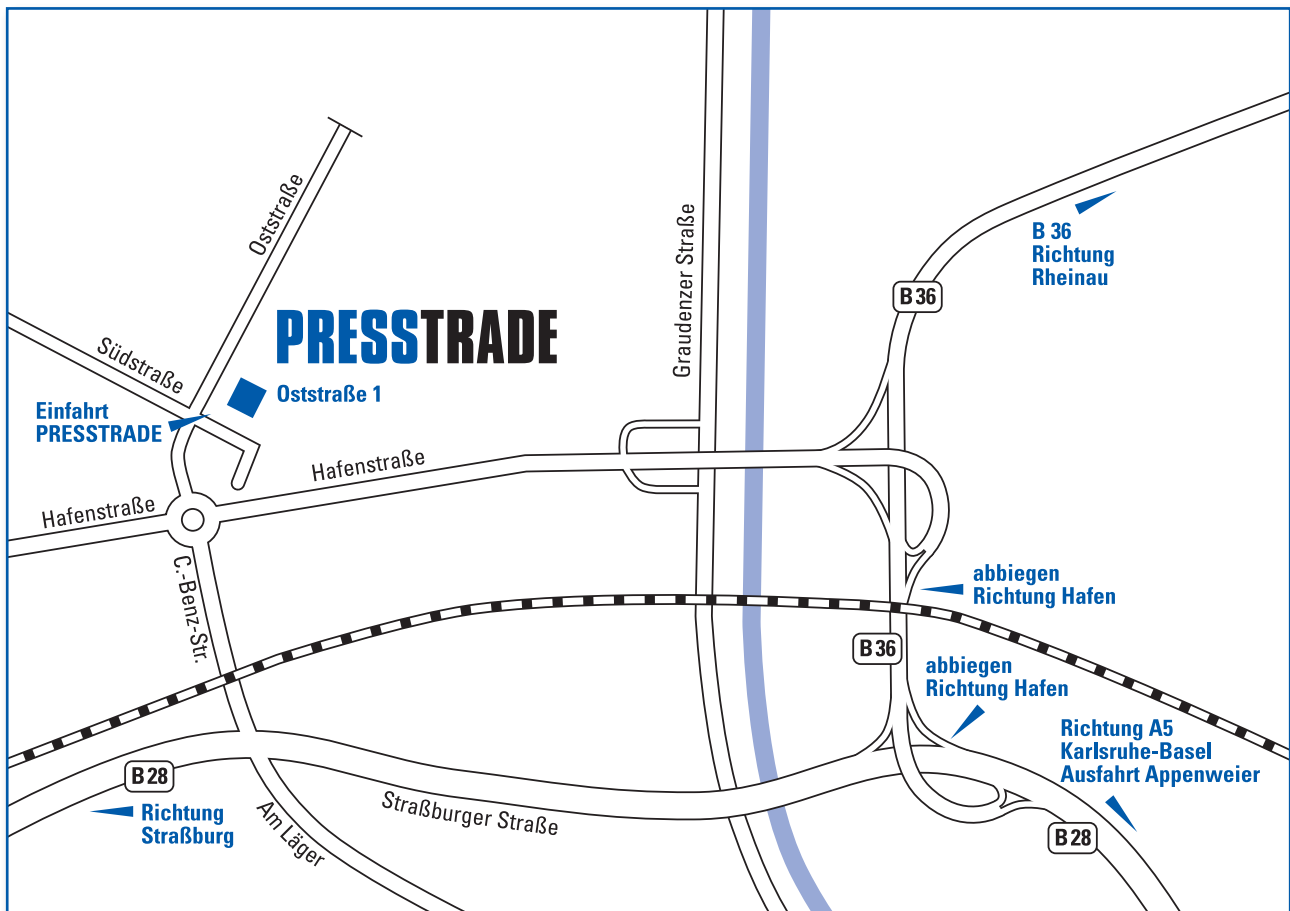 Oststraße
Graudenzer Straße
B 36
Richtung
Rheinau
B 36
PRESSTRADE
Oststraße 1
Südstraße
Einfahrt
PRESSTRADE
Hafenstraße
Hafenstraße
C.-Benz-Str.
abbiegen
Richtung Hafen
B 36
abbiegen
Richtung Hafen
Richtung A5
Karlsruhe-Basel
Ausfahrt Appenweier
B 28
Richtung
Straßburg
Straßburger Straße
Am Läger
B 28